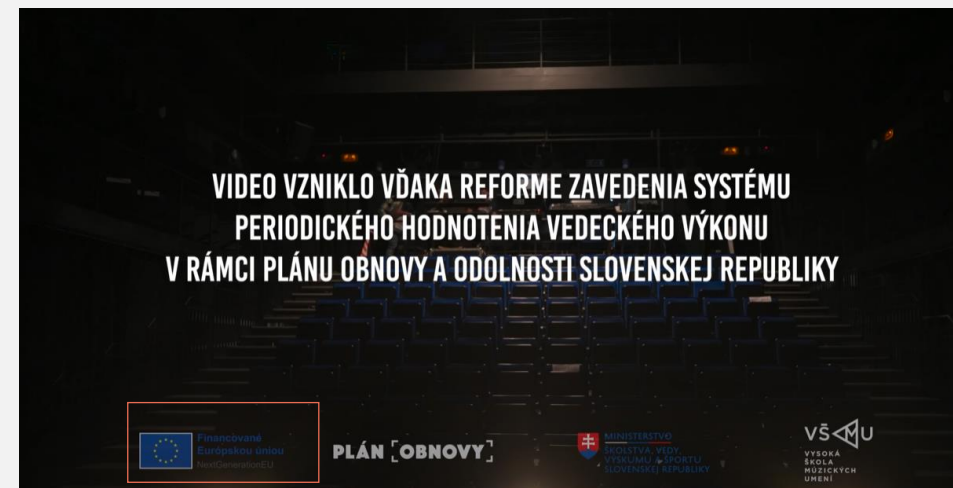 VIDEO VZNIKLO VĎAKA REFORME ZAVEDENIA SYSTÉMU
PERIODICKÉHO HODNOTENIA VEDECKÉHO VÝKONU
V RÁMCI PLÁNU OBNOVY A ODOLNOSTI SLOVENSKEJ REPUBLIKY
Financované
Európskou úniou
NextGenerationEU
PLÁN [OBNOVY]
MINISTERSTVO
ŠKOLSTVA, VEDY,
VÝSKUMU A ŠPORTU
SLOVENSKEJ REPUBLIKY
VŠMU
VYSOKÁ
ŠKOLA
MÚZICKÝCH
UMENÍ